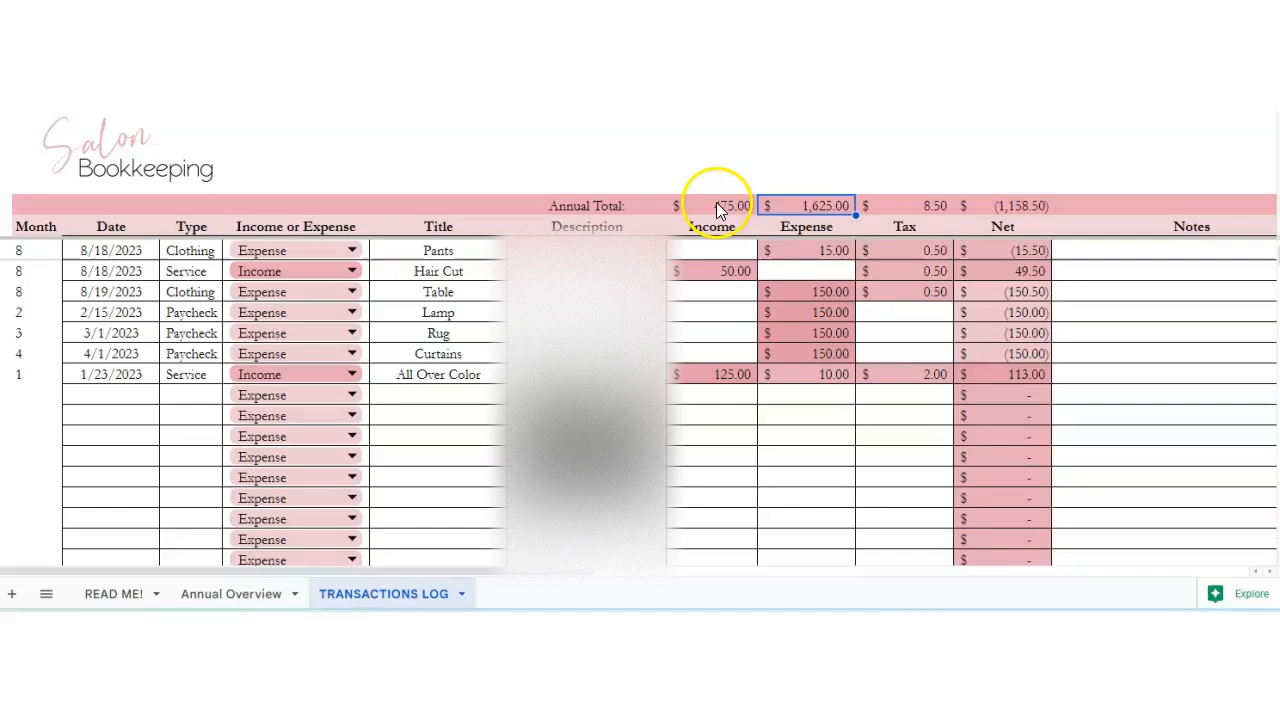 Salon
Bookkeeping
Annual Total: $ 475.00 $ 1,625.00 $ 8.50 $ (1,158.50)
Month Date Type Income or Expense Title Description Income Expense Tax Net Notes
8 8/18/2023 Clothing Expense Pants $ 15.00 0.50 $ (15.50)
8 8/18/2023 Service Income Hair Cut $ 50.00 $ 0.50 $ 49.50
8 8/19/2023 Clothing Expense Table $ 150.00 $ 0.50 $ (150.50)
2 2/15/2023 Paycheck Expense Lamp $ 150.00 $ (150.00)
3 3/1/2023 Paycheck Expense Rug $ 150.00 $ (150.00)
4 4/1/2023 Paycheck Expense Curtains $ 150.00 $ (150.00)
1 1/23/2023 Service Income All Over Color $ 125.00 $ 10.00 $ 2.00 $ 113.00
Expense $ -
Expense $ -
Expense $ -
Expense $ -
Expense $ -
Expense $ -
Expense $ -
Expense $ -
Expense $ -
+ READ ME! Annual Overview TRANSACTIONS LOG Explore